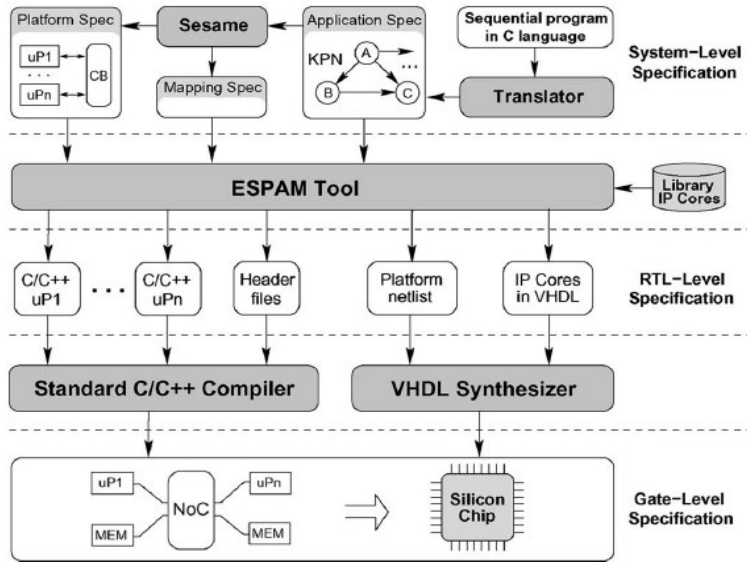 Platform Spec
uP1
. . .
uPn
CB
Sesame
Mapping Spec
Application Spec
KPN
A
...
B
C
Sequential program
in C language
Translator
System-Level
Specification
ESPAM Tool
Library
IP Cores
C/C++
uP1
. . .
C/C++
uPn
Header
files
Platform
netlist
IP Cores
in VHDL
RTL-Level
Specification
Standard C/C++ Compiler
VHDL Synthesizer
uP1
uPn
NoC
MEM
MEM
Silicon
Chip
Gate-Level
Specification